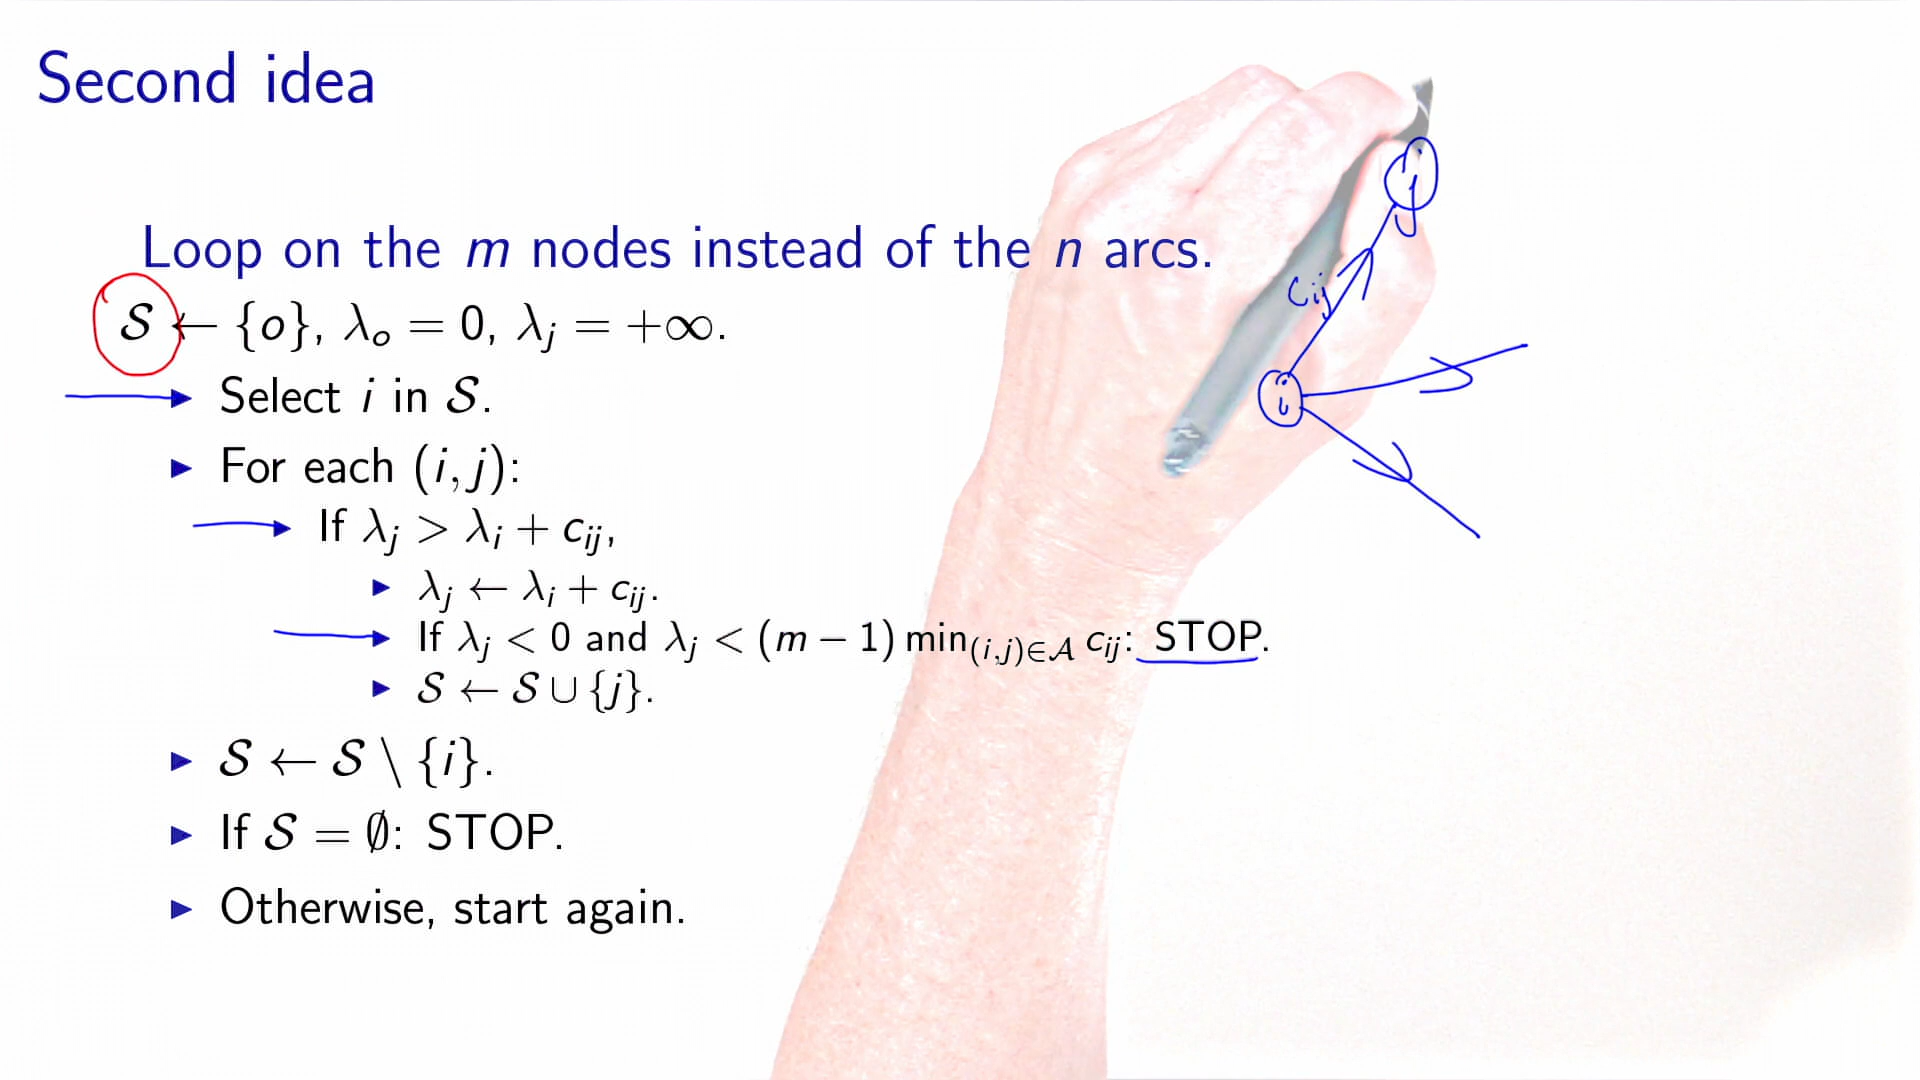 Second idea
Loop on the m nodes instead of the n arcs.
𝒮 ← {o}, λ_o = 0, λ_j = +∞.
▶ Select i in 𝒮.
▶ For each (i, j):
▶ If λ_j > λ_i + c_ij,
▶ λ_j ← λ_i + c_ij.
▶ If λ_j < 0 and λ_j < (m − 1) min_(i,j)∈𝒜 c_ij: STOP.
▶ 𝒮 ← 𝒮 ∪ {j}.
▶ 𝒮 ← 𝒮 \ {i}.
▶ If 𝒮 = ∅: STOP.
▶ Otherwise, start again.
j
c_ij
i